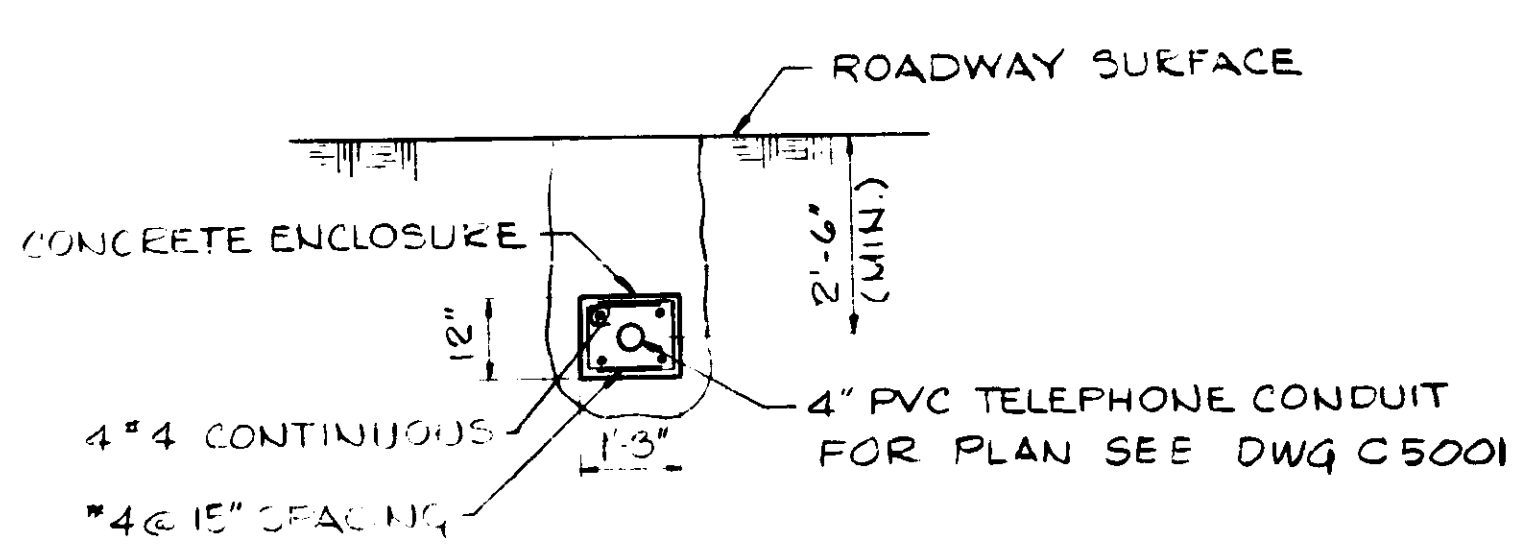 ROADWAY SURFACE
CONCRETE ENCLOSURE
2'-6"
(MIN.)
12"
4" PVC TELEPHONE CONDUIT
FOR PLAN SEE DWG C5001
4 #4 CONTINUOUS
1'-3"
#4 @ 15" SPACING